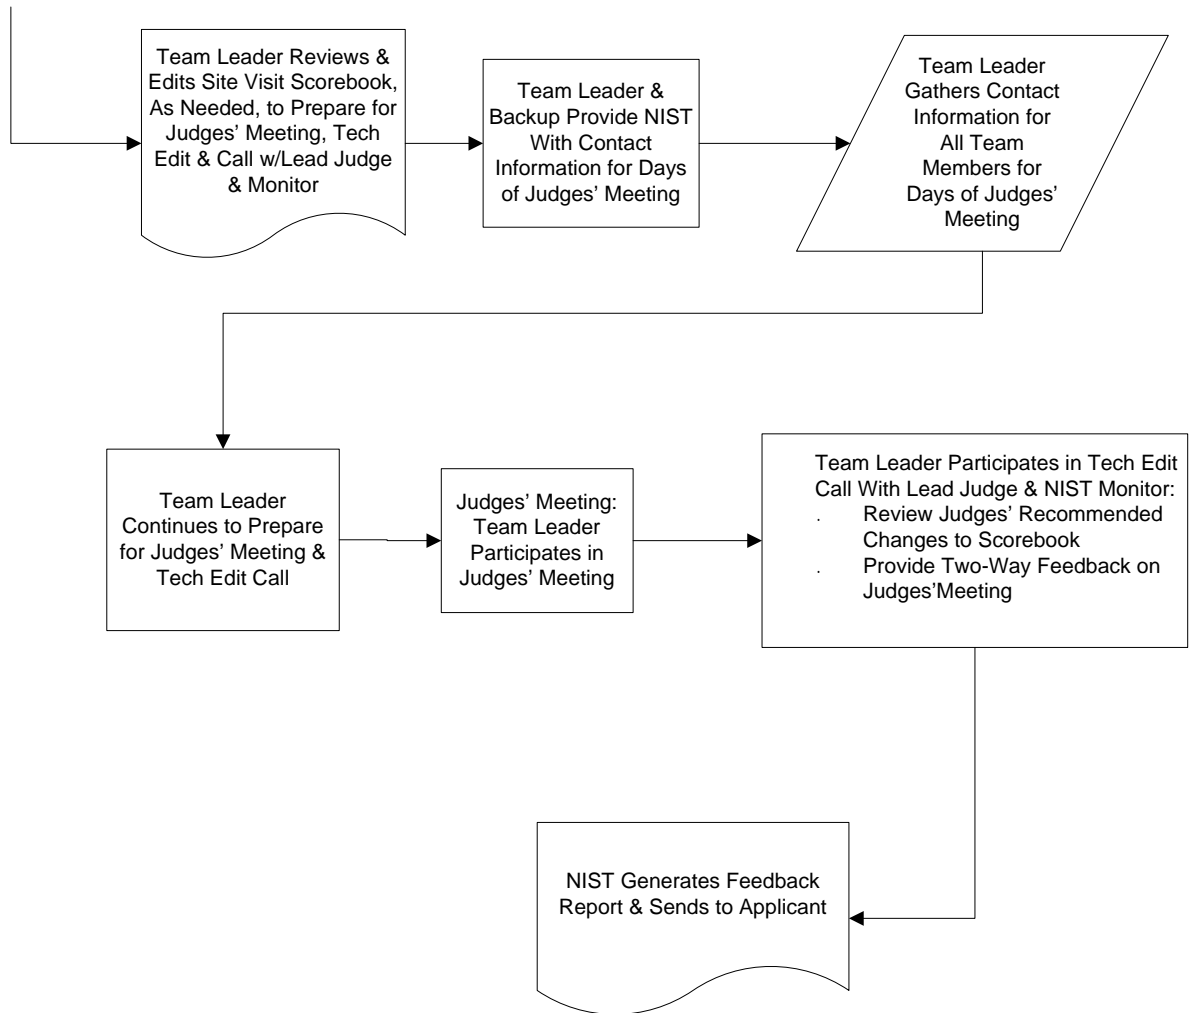 Team Leader Reviews &
Edits Site Visit Scorebook,
As Needed, to Prepare for
Judges’ Meeting, Tech
Edit & Call w/Lead Judge
& Monitor
Team Leader &
Backup Provide NIST
With Contact
Information for Days
of Judges’ Meeting
Team Leader
Gathers Contact
Information for
All Team
Members for
Days of Judges’
Meeting
Team Leader
Continues to Prepare
for Judges’ Meeting &
Tech Edit Call
Judges’ Meeting:
Team Leader
Participates in
Judges’ Meeting
Team Leader Participates in Tech Edit
Call With Lead Judge & NIST Monitor:
. Review Judges’ Recommended
Changes to Scorebook
. Provide Two-Way Feedback on
Judges’Meeting
NIST Generates Feedback
Report & Sends to Applicant